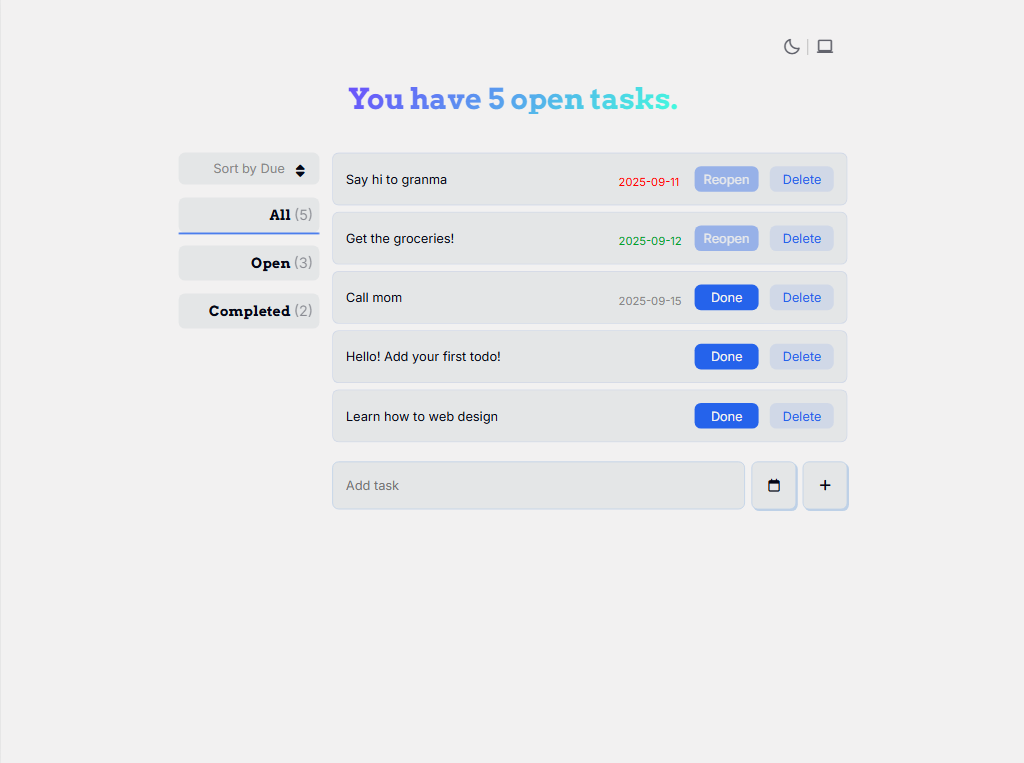 You have 5 open tasks.
Sort by Due
All (5)
Open (3)
Completed (2)
Say hi to granma 2025-09-11 Reopen Delete
Get the groceries! 2025-09-12 Reopen Delete
Call mom 2025-09-15 Done Delete
Hello! Add your first todo! Done Delete
Learn how to web design Done Delete
Add task +